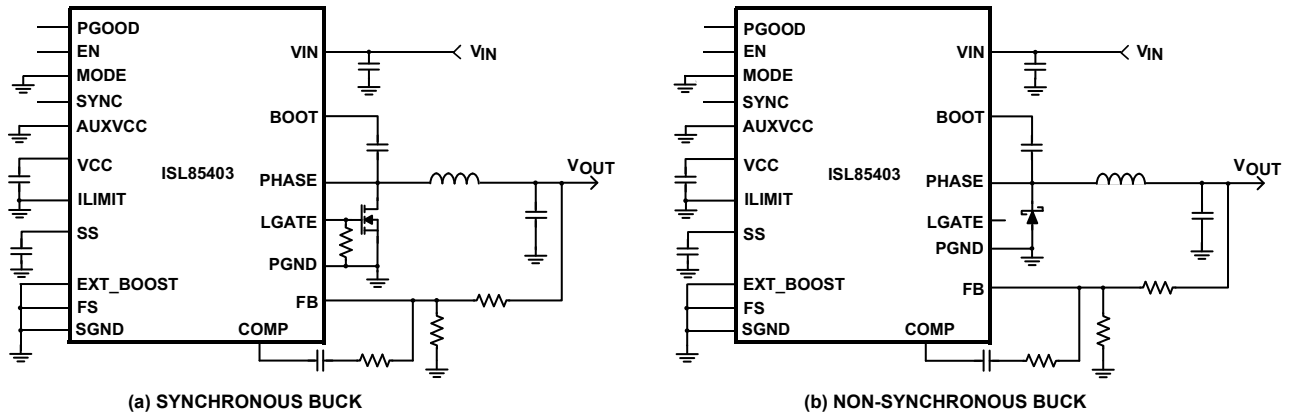 PGOOD
EN
MODE
SYNC
AUXVCC
VCC
ILIMIT
SS
EXT_BOOST
FS
SGND
ISL85403
VIN
BOOT
PHASE
LGATE
PGND
FB
COMP
VIN
VOUT
(a) SYNCHRONOUS BUCK
PGOOD
EN
MODE
SYNC
AUXVCC
VCC
ILIMIT
SS
EXT_BOOST
FS
SGND
ISL85403
VIN
BOOT
PHASE
LGATE
PGND
FB
COMP
VIN
VOUT
(b) NON-SYNCHRONOUS BUCK